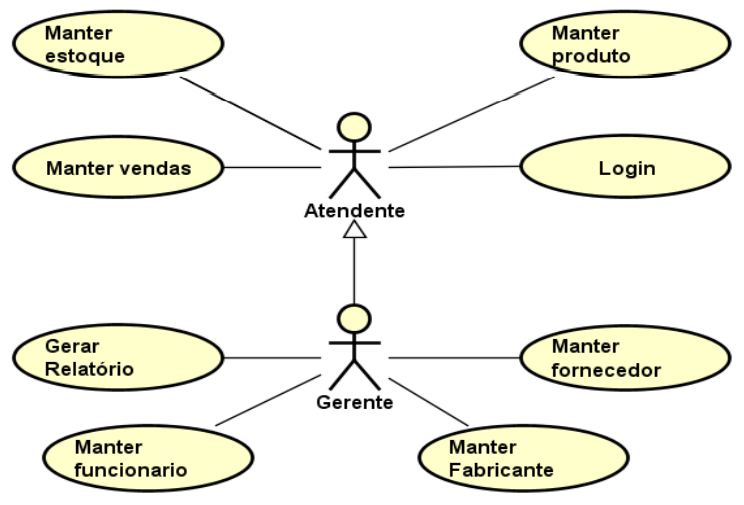 Manter
estoque
Manter
produto
Manter vendas
Login
Atendente
Gerar
Relatório
Manter
fornecedor
Gerente
Manter
funcionario
Manter
Fabricante